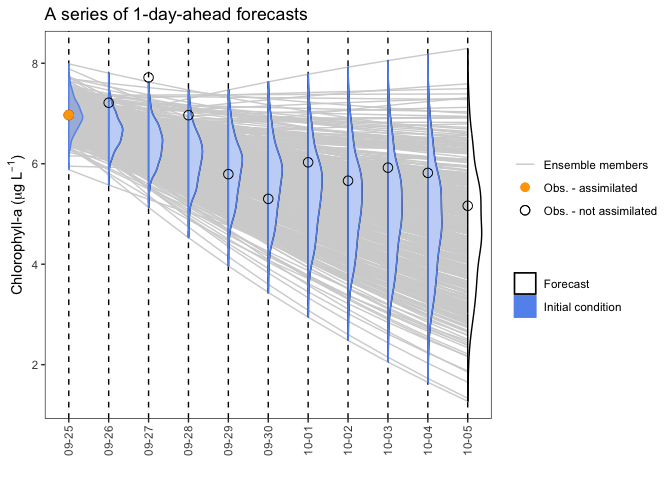 A series of 1-day-ahead forecasts
Chlorophyll-a (μg L⁻¹)
8
6
4
2
09-25
09-26
09-27
09-28
09-29
09-30
10-01
10-02
10-03
10-04
10-05
Ensemble members
Obs. - assimilated
Obs. - not assimilated
Forecast
Initial condition